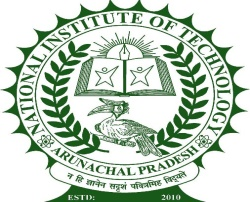 NATIONAL INSTITUTE OF TECHNOLOGY
ARUNACHAL PRADESH
न हि ज्ञानेन सदृशं पवित्रमिह विद्यते
ESTD: 2010